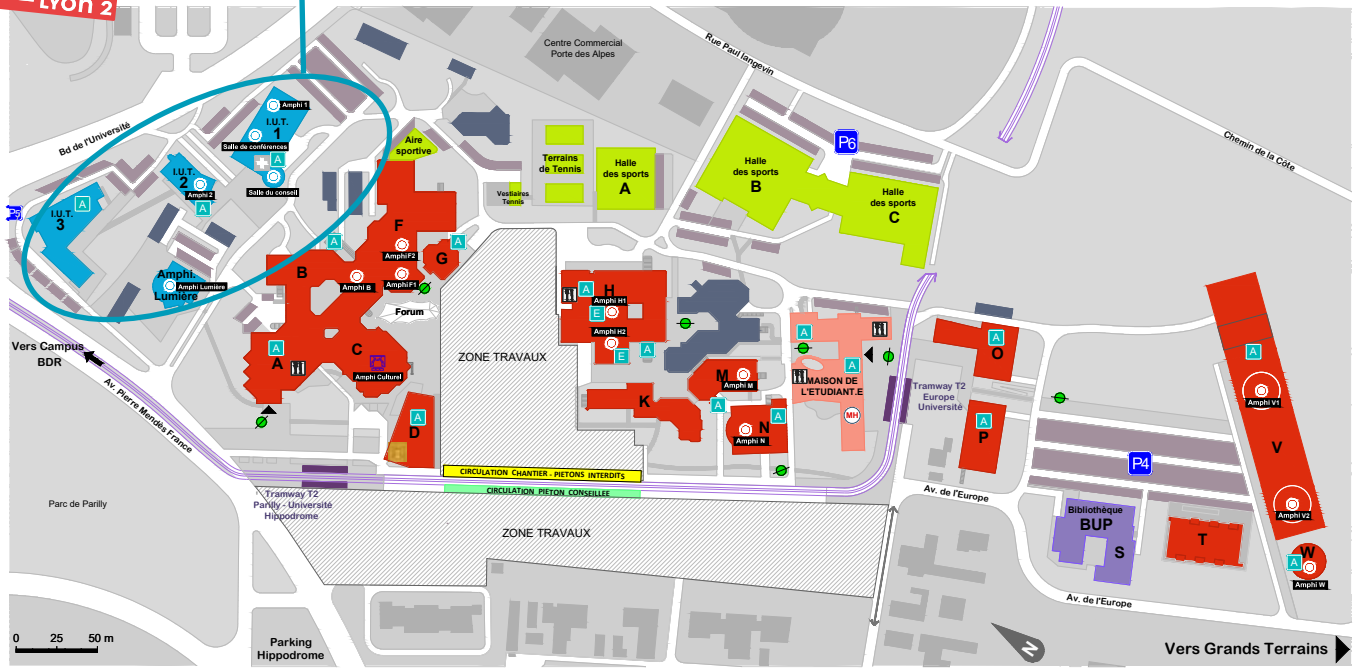 LYON 2
Centre Commercial
Porte des Alpes
Rue Paul langevin
Chemin de la Côte
Bd de l'Université
Amphi 1
I.U.T.
1
Salle de conférences
A
Salle du conseil
I.U.T.
2
Amphi 2
A
I.U.T.
3
A
P5
Amphi.
Lumière
Amphi Lumière
Aire
sportive
Terrains
de Tennis
Vestiaires
Tennis
Halle
des sports
A
Halle
des sports
B
Halle
des sports
C
P6
F
Amphi F2
Amphi F1
G
A
A
B
Amphi B
Forum
A
A
C
Amphi Culturel
D
A
ZONE TRAVAUX
H
A
Amphi H1
E
Amphi H2
E
A
K
M
Amphi M
A
N
A
Amphi N
A
A
MAISON DE
L'ETUDIANT.E
MH
Tramway T2
Europe
Université
A
O
A
P
P4
A
Amphi V1
V
Amphi V2
W
A
Amphi W
T
Bibliothèque
BUP
S
Av. de l'Europe
Av. de l'Europe
Vers Campus
BDR
Av. Pierre Mendès France
CIRCULATION CHANTIER - PIETONS INTERDITS
CIRCULATION PIETON CONSEILLEE
Tramway T2
Parilly - Université
Hippodrome
Parc de Parilly
ZONE TRAVAUX
0 25 50 m
Parking
Hippodrome
N
Vers Grands Terrains